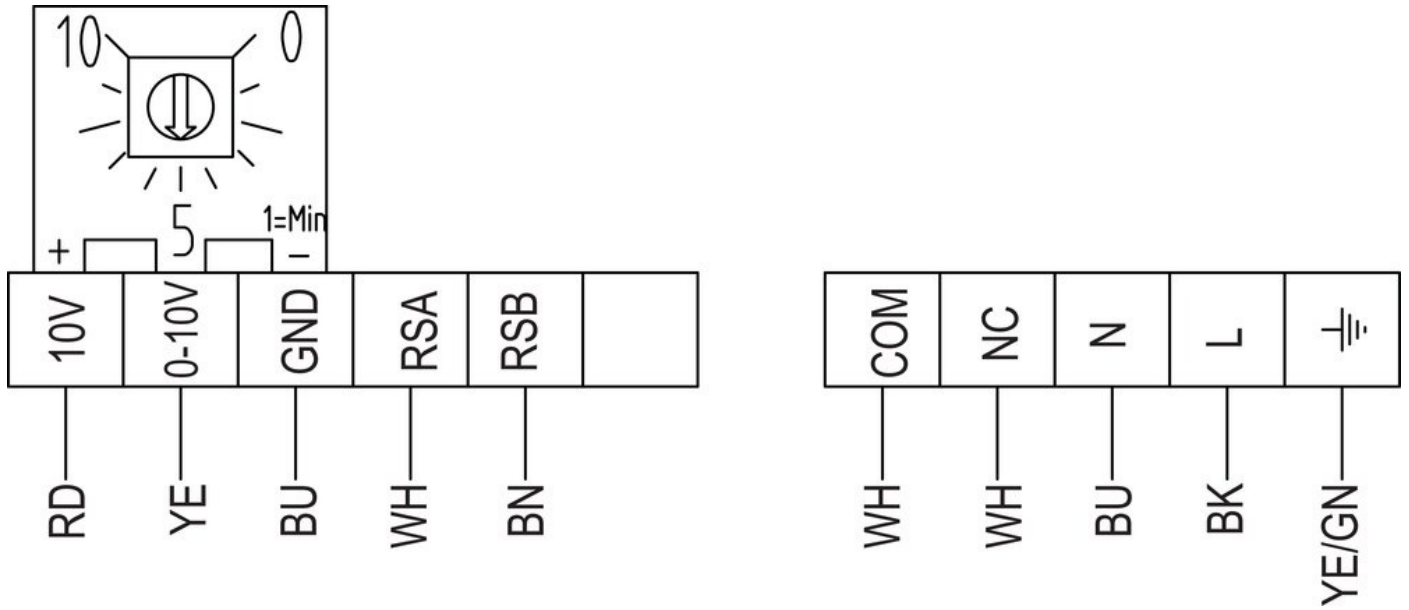 10 0
5 1=Min
+ −
10V 0-10V GND RSA RSB COM NC N L
RD YE BU WH BN WH WH BU BK YE/GN